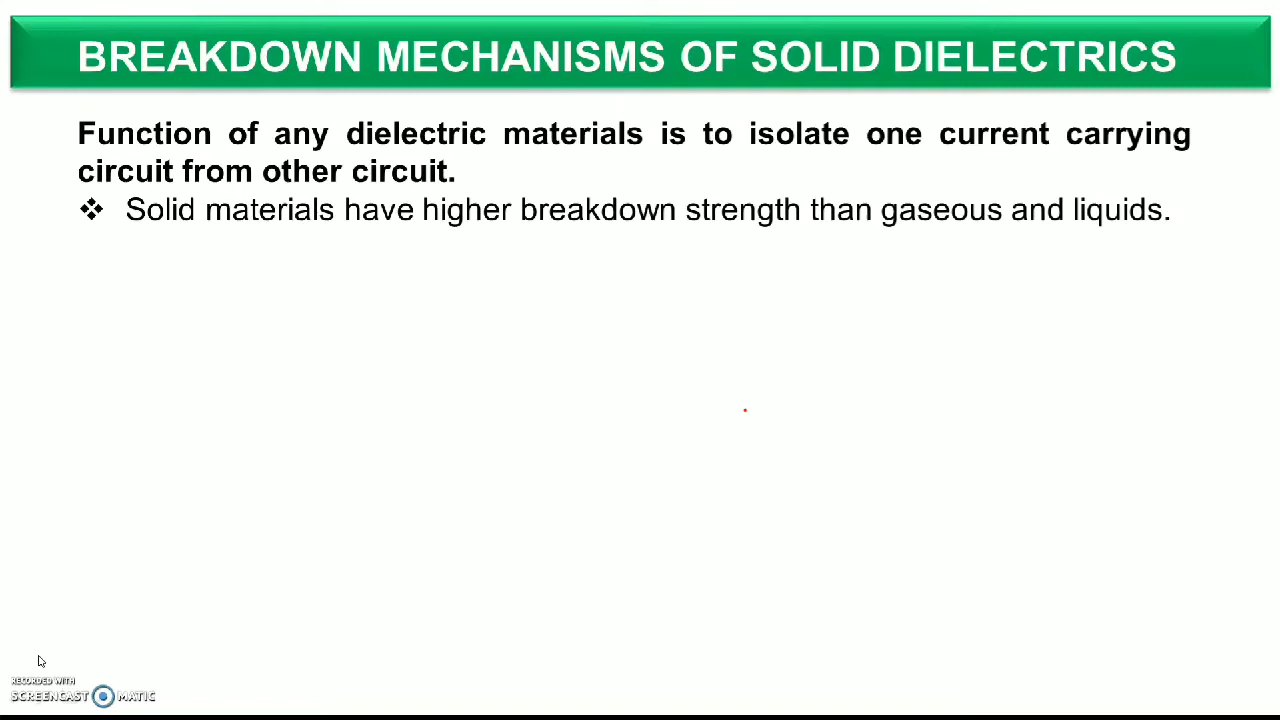 BREAKDOWN MECHANISMS OF SOLID DIELECTRICS
Function of any dielectric materials is to isolate one current carrying
circuit from other circuit.
❖ Solid materials have higher breakdown strength than gaseous and liquids.
RECORDED WITH
SCREENCAST MATIC